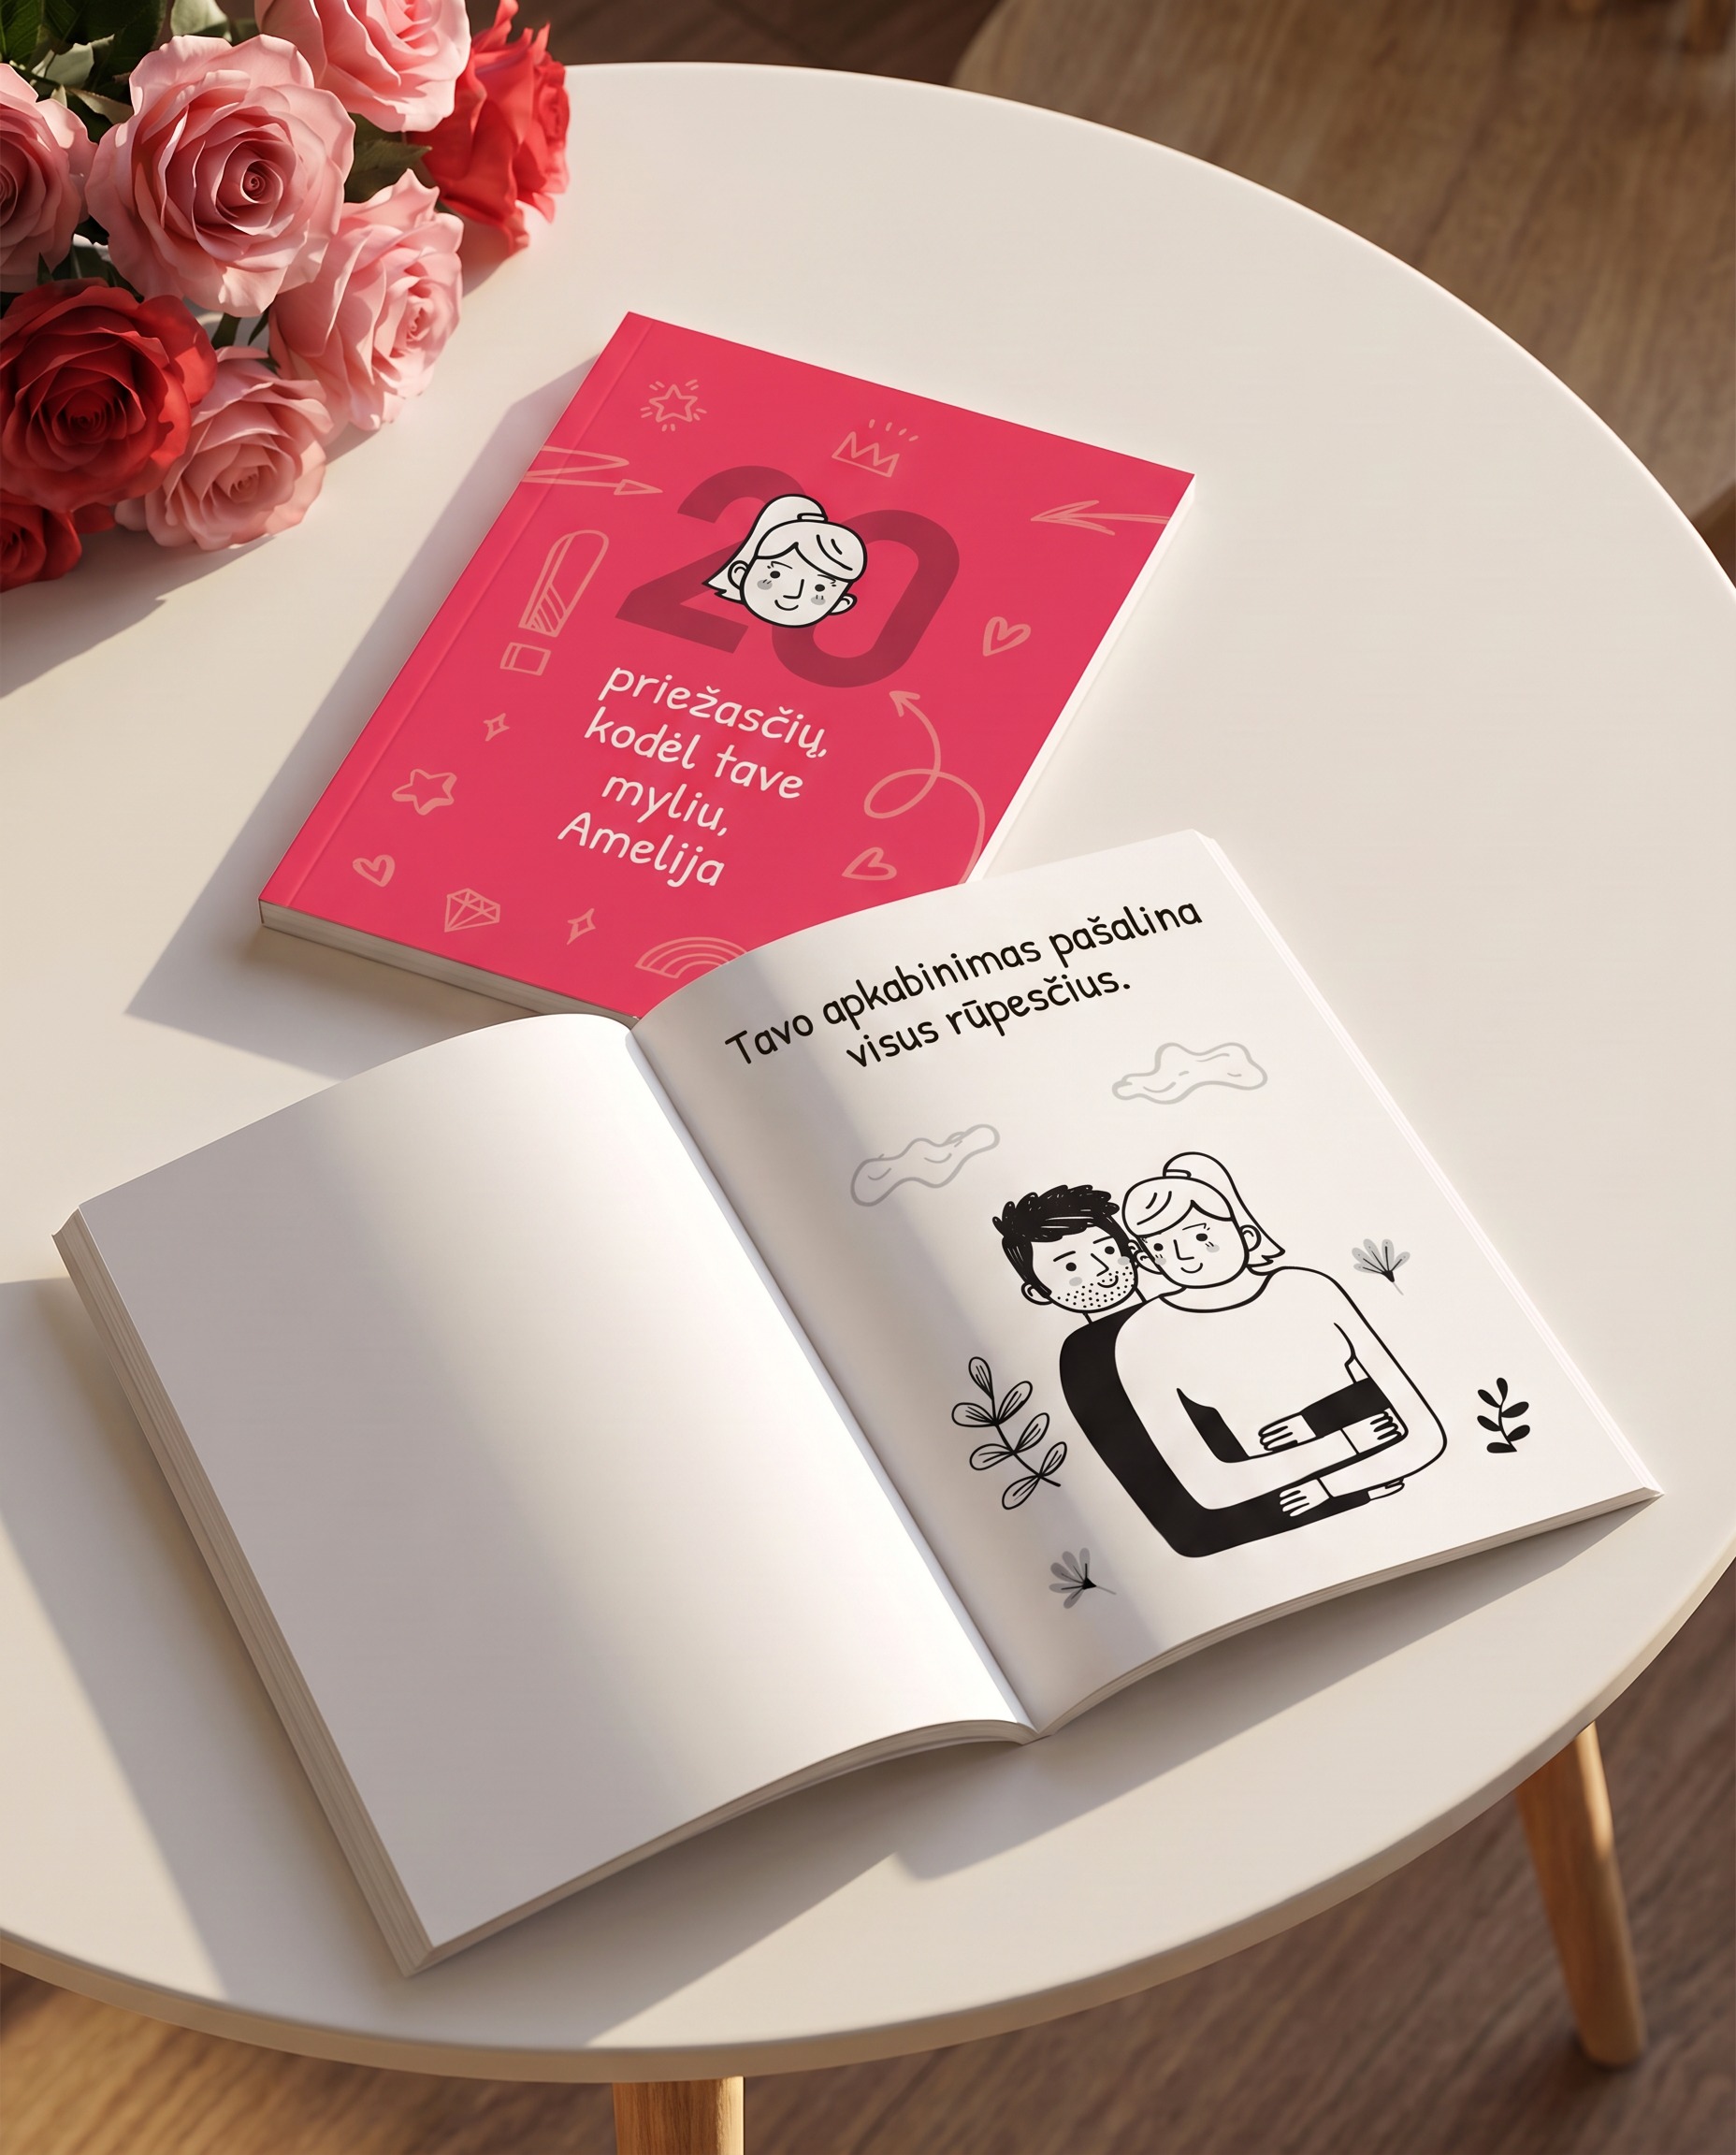 20
priežasčių,
kodėl tave
myliu,
Amelija
Tavo apkabinimas pašalina
visus rūpesčius.